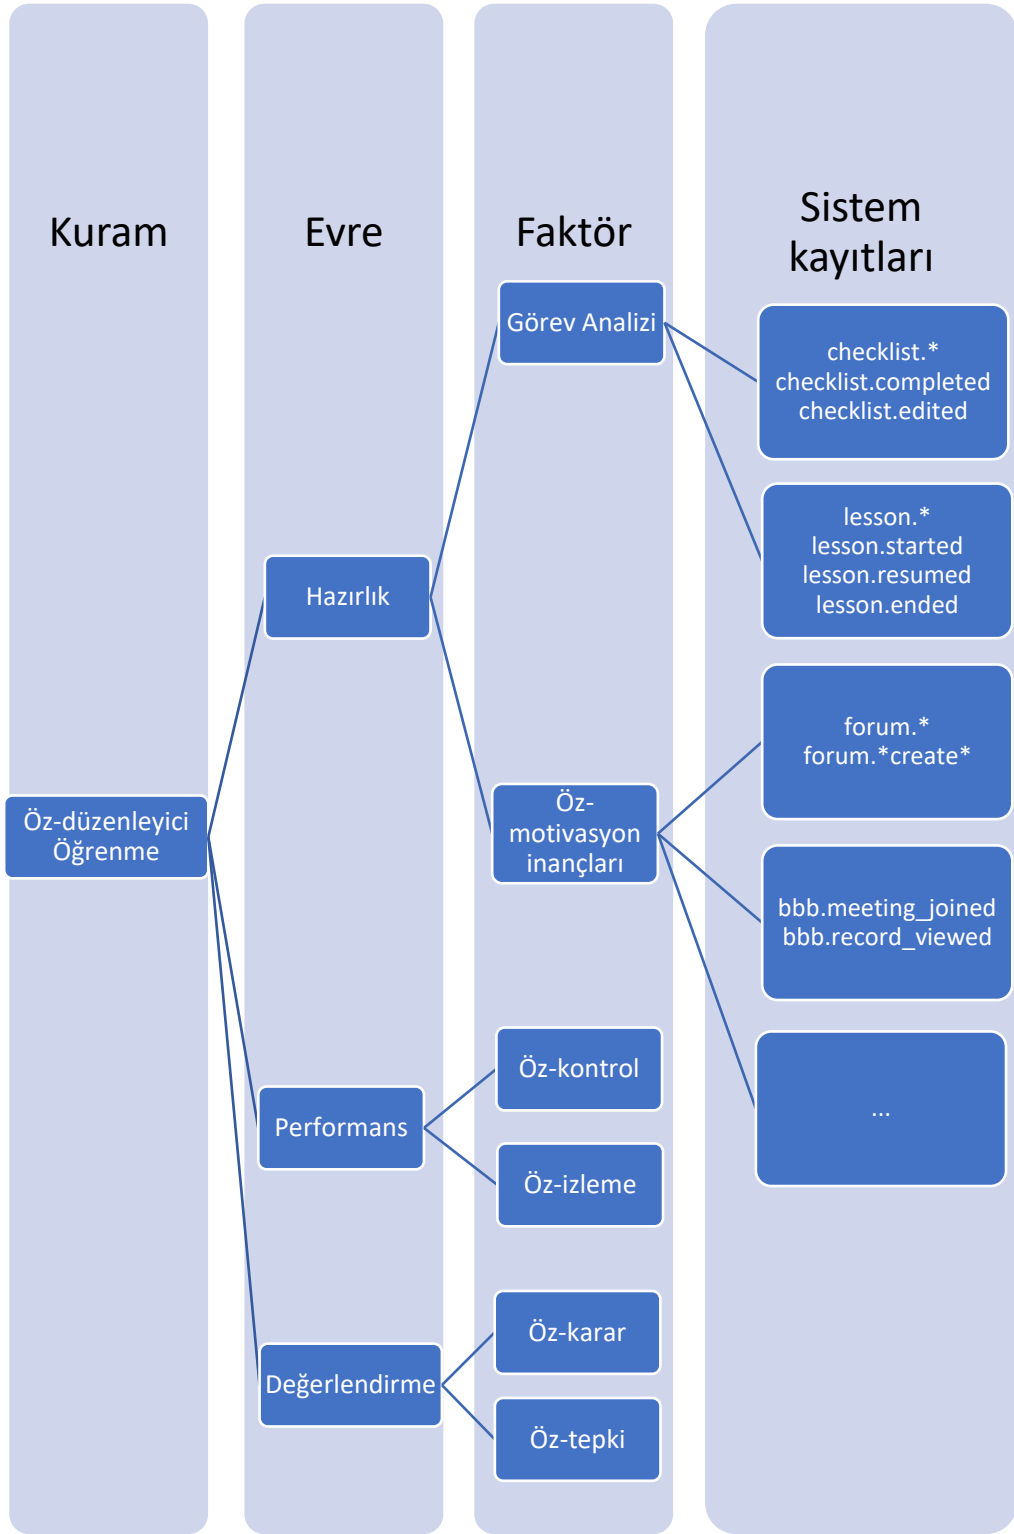 Kuram
Evre
Faktör
Sistem
kayıtları
Öz-düzenleyici
Öğrenme
Hazırlık
Performans
Değerlendirme
Görev Analizi
Öz-
motivasyon
inançları
Öz-kontrol
Öz-izleme
Öz-karar
Öz-tepki
checklist.*
checklist.completed
checklist.edited
lesson.*
lesson.started
lesson.resumed
lesson.ended
forum.*
forum.*create*
bbb.meeting_joined
bbb.record_viewed
...